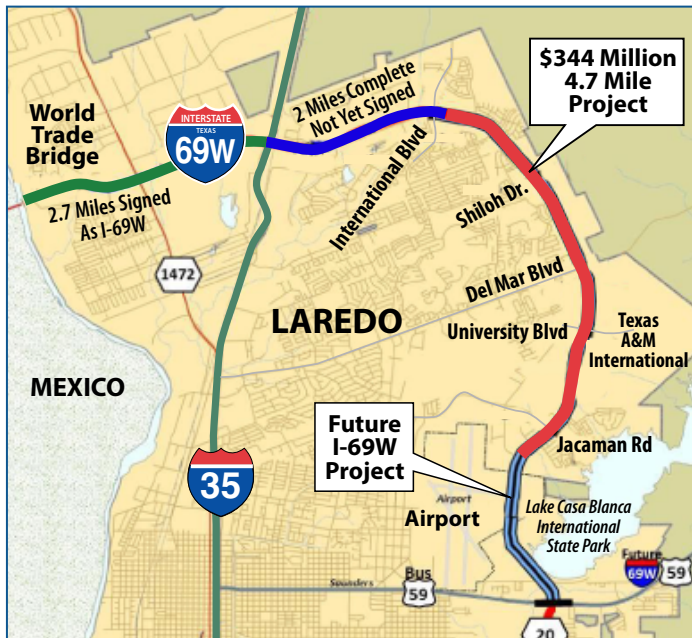 $344 Million
4.7 Mile
Project
World
Trade
Bridge
INTERSTATE
TEXAS
69W
2 Miles Complete
Not Yet Signed
2.7 Miles Signed
As I-69W
International Blvd
Shiloh Dr.
1472
Del Mar Blvd
LAREDO
University Blvd
Texas
A&M
International
MEXICO
Future
I-69W
Project
Jacaman Rd
35
Airport
Airport
Lake Casa Blanca
International
State Park
Future
69W
59
Bus
59
Saunders
20